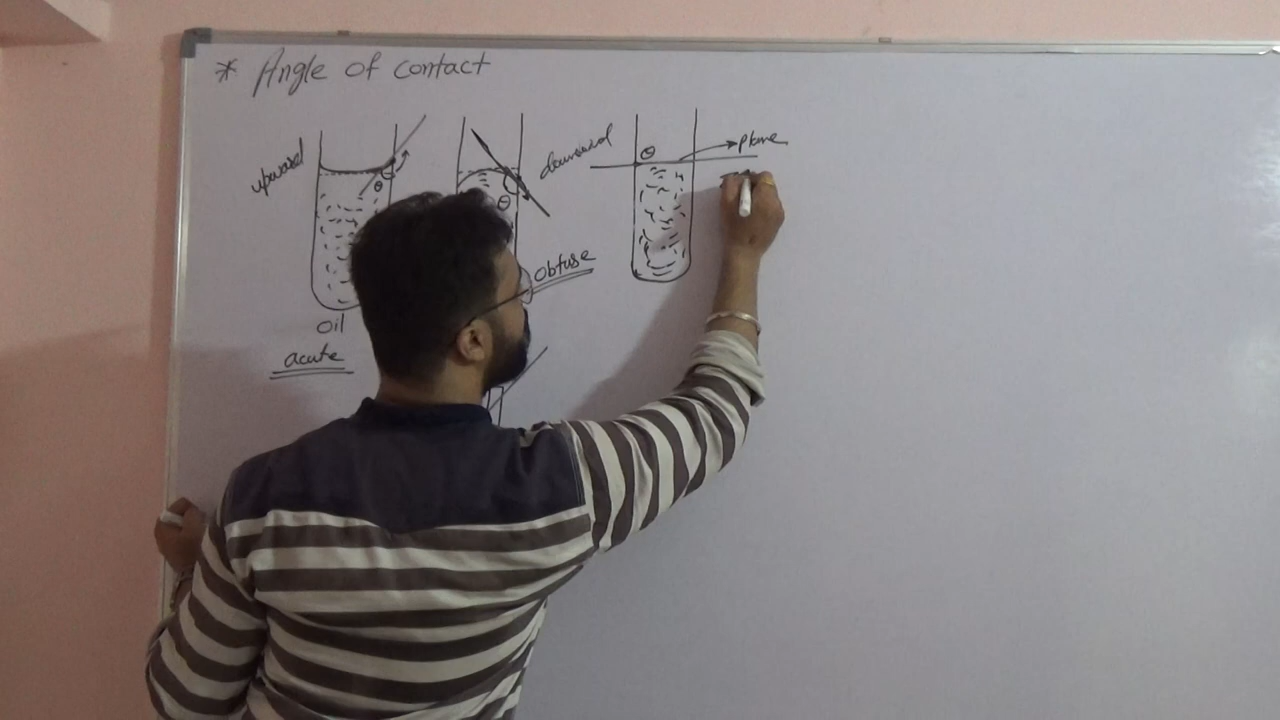 * Angle of contact
upward
θ
Oil
acute
θ
downward
obtuse
θ
plane